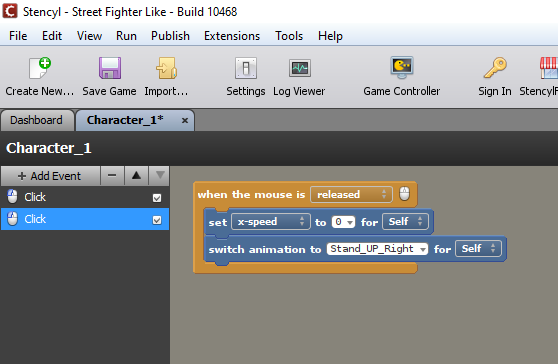 Stencyl - Street Fighter Like - Build 10468
File Edit View Run Publish Extensions Tools Help
Create New... Save Game Import... Settings Log Viewer Game Controller Sign In StencylF
Dashboard Character_1* ×
Character_1
+ Add Event
Click
Click
when the mouse is released
set x-speed to 0 for Self
switch animation to Stand_UP_Right for Self